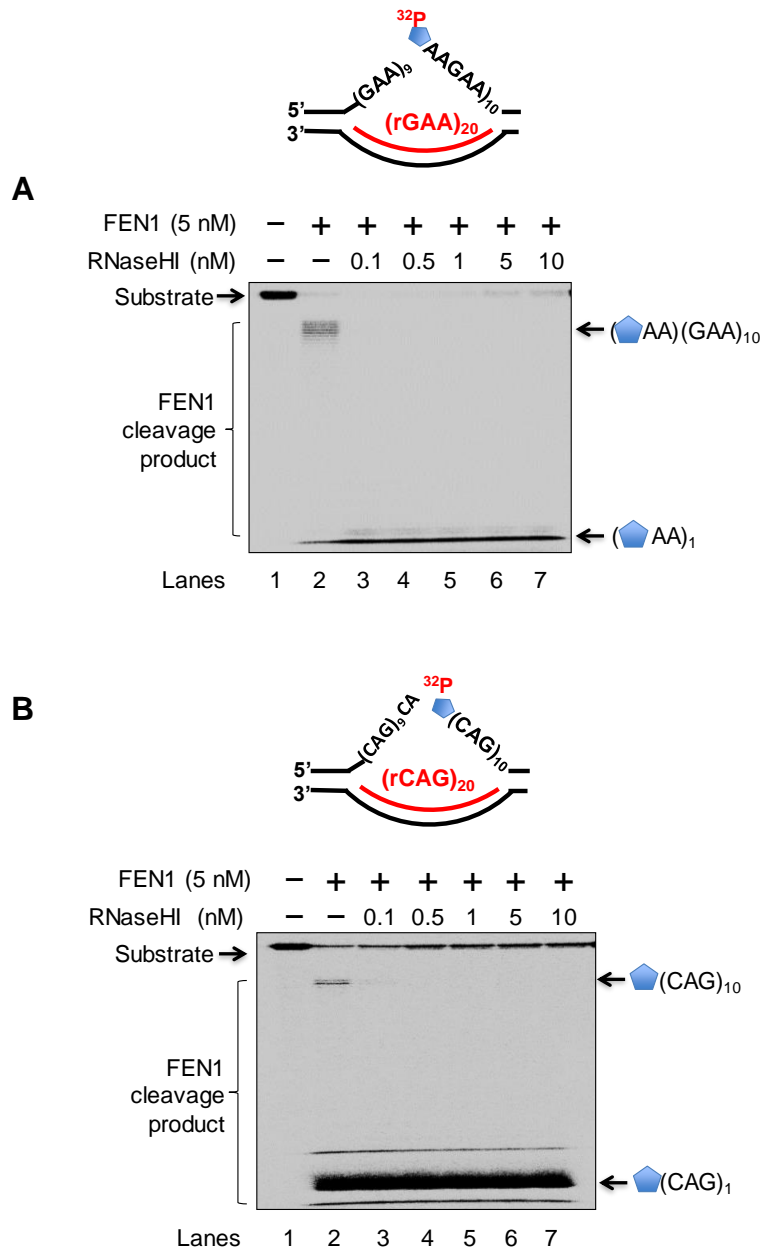 32P
(GAA)9 AAGAA)10
(rGAA)20
5’
3’
A
FEN1 (5 nM) – + + + + + +
RNaseHI (nM) – – 0.1 0.5 1 5 10
Substrate
(AA)(GAA)10
FEN1
cleavage
product
(AA)1
Lanes 1 2 3 4 5 6 7
B
32P
(CAG)9CA (CAG)10
(rCAG)20
5’
3’
FEN1 (5 nM) – + + + + + +
RNaseHI (nM) – – 0.1 0.5 1 5 10
Substrate
(CAG)10
FEN1
cleavage
product
(CAG)1
Lanes 1 2 3 4 5 6 7